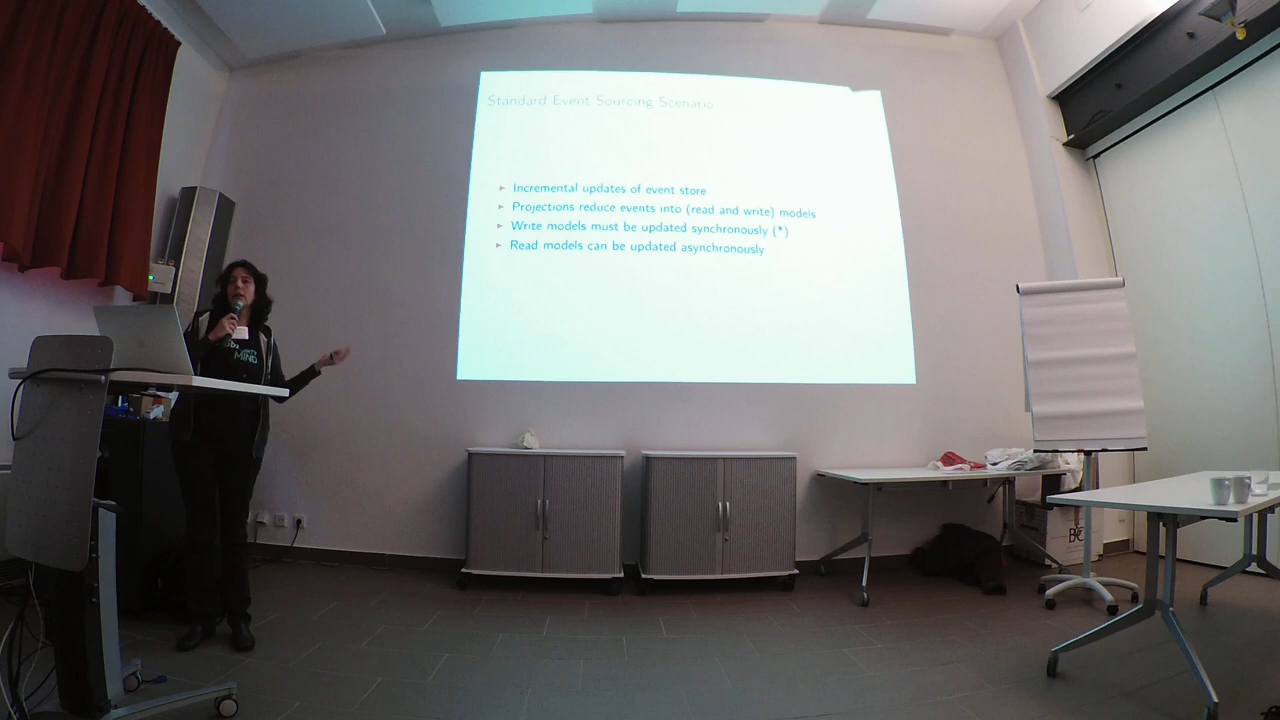 Standard Event Sourcing Scenario
▸ Incremental updates of event store
▸ Projections reduce events into (read and write) models
▸ Write models must be updated synchronously (*)
▸ Read models can be updated asynchronously
MIND